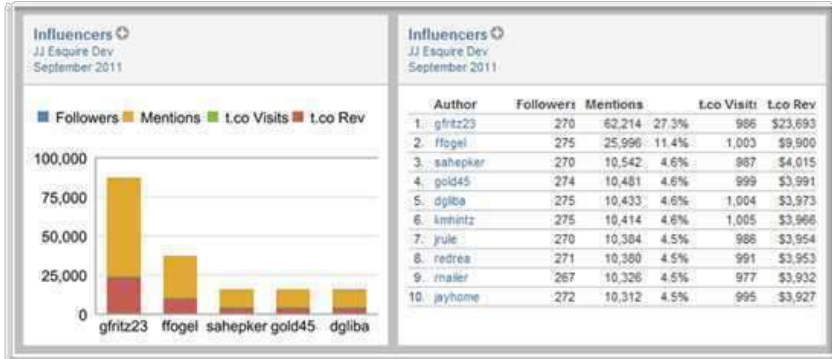 Influencers
JJ Esquire Dev
September 2011
Followers Mentions t.co Visits t.co Rev
100,000
75,000
50,000
25,000
0
gfritz23 ffogel sahepker gold45 dgliba
Influencers
JJ Esquire Dev
September 2011
Author Followers Mentions t.co Visits t.co Rev
1. gfritz23 270 62,214 27.3% 986 $23,693
2. ffogel 275 25,996 11.4% 1,003 $9,900
3. sahepker 270 10,542 4.6% 987 $4,015
4. gold45 274 10,481 4.6% 999 $3,991
5. dgliba 275 10,433 4.6% 1,004 $3,973
6. kmhintz 275 10,414 4.6% 1,005 $3,966
7. jrule 270 10,384 4.5% 986 $3,954
8. redrea 271 10,380 4.5% 991 $3,953
9. 267 10,326 4.5% 977 $3,932
10. jayhome 272 10,312 4.5% 995 $3,927